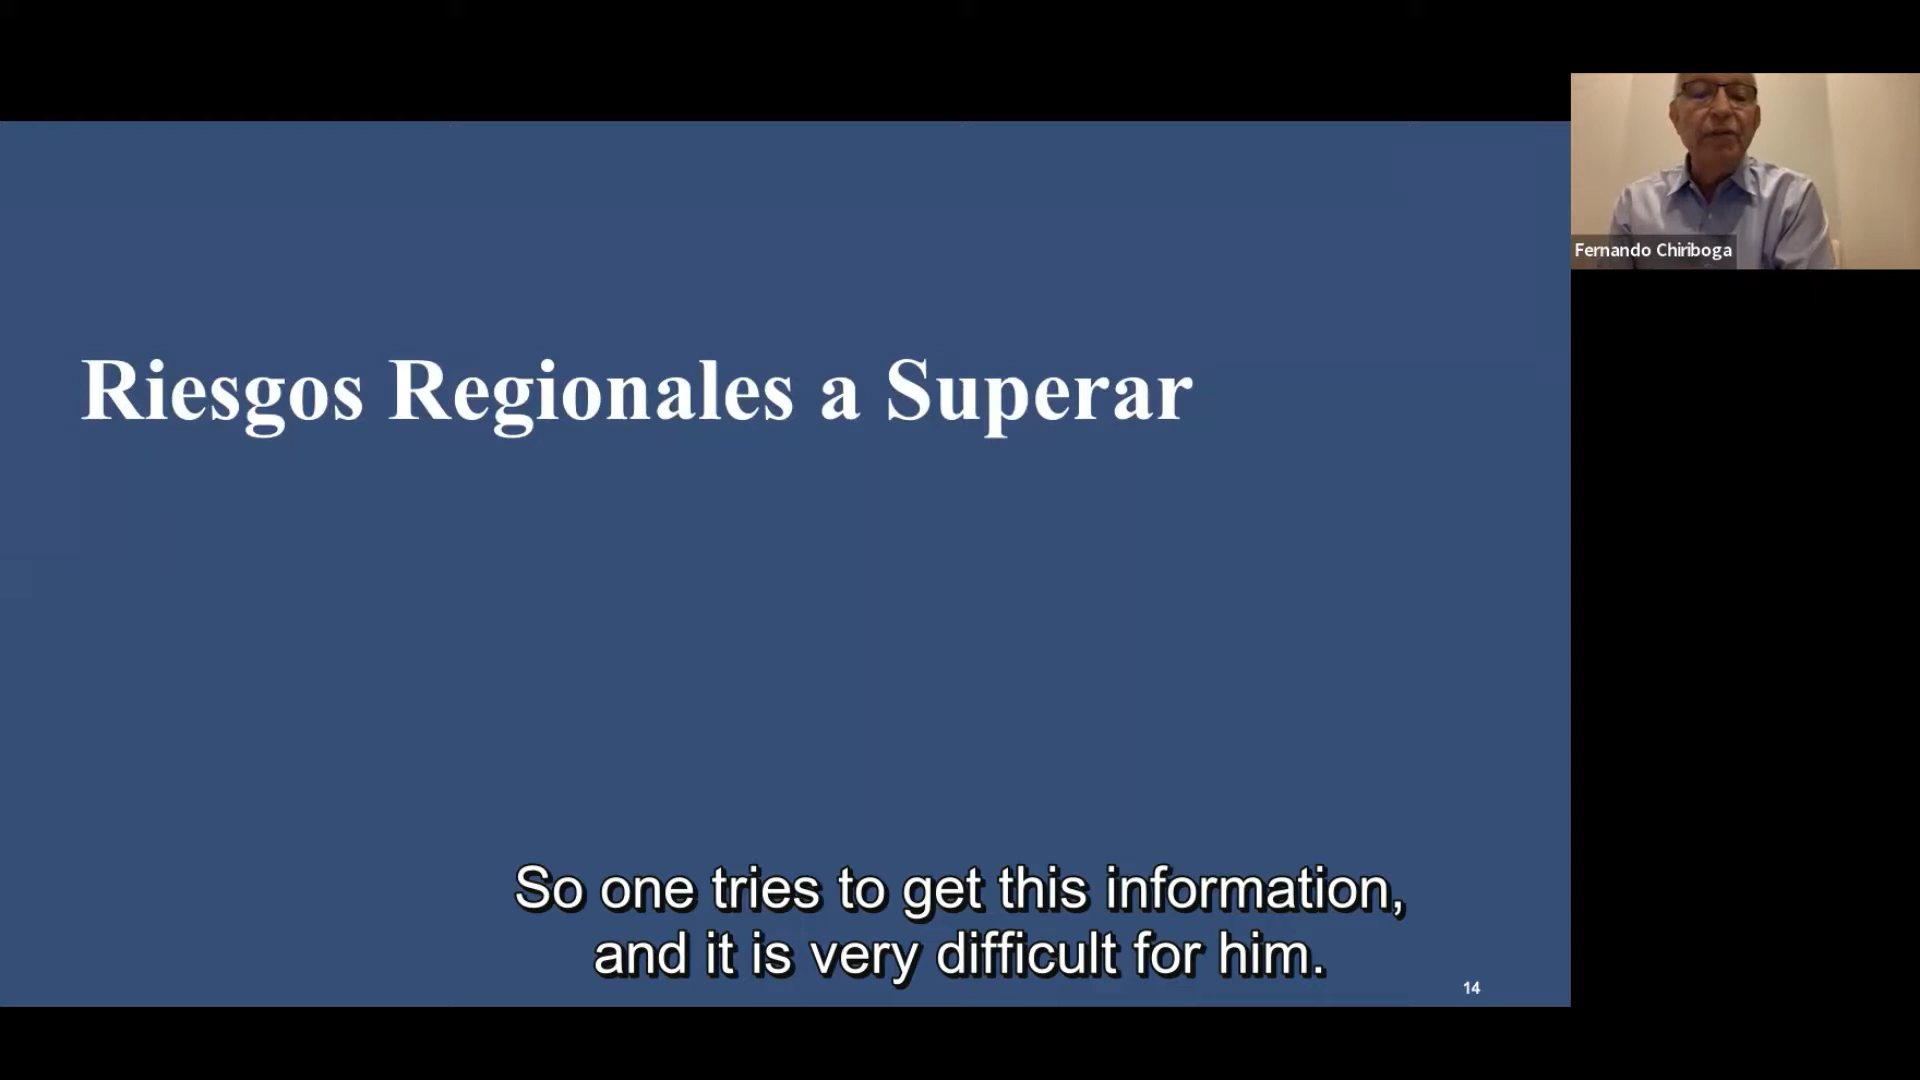 Fernando Chiriboga
Riesgos Regionales a Superar
So one tries to get this information,
and it is very difficult for him.
14